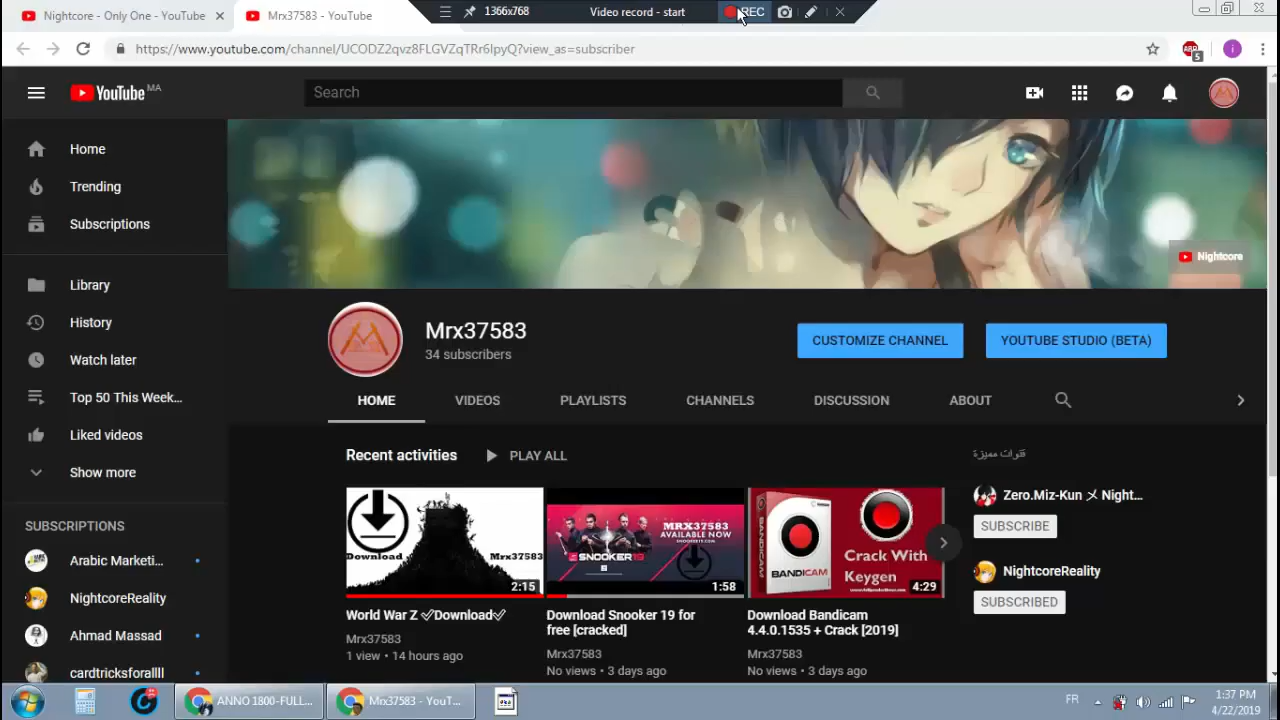 Nightcore - Only One - YouTube
Mrx37583 - YouTube
1366x768
Video record - start
REC
https://www.youtube.com/channel/UCODZ2qvz8FLGVZqTRr6IpyQ?view_as=subscriber
ABP
5
i
YouTube MA
Search
Home
Trending
Subscriptions
Library
History
Watch later
Top 50 This Week...
Liked videos
Show more
SUBSCRIPTIONS
Arabic Marketi...
NightcoreReality
Ahmad Massad
cardtricksforallll
Nightcore
Mrx37583
34 subscribers
CUSTOMIZE CHANNEL
YOUTUBE STUDIO (BETA)
HOME
VIDEOS
PLAYLISTS
CHANNELS
DISCUSSION
ABOUT
Recent activities
PLAY ALL
Download
Mrx37583
2:15
World War Z ✅Download✅
Mrx37583
1 view • 14 hours ago
MRX37583
AVAILABLE NOW
SNOOKER19
1:58
Download Snooker 19 for
free [cracked]
Mrx37583
No views • 3 days ago
BANDICAM
Crack With
Keygen
4:29
Download Bandicam
4.4.0.1535 + Crack [2019]
Mrx37583
No views • 3 days ago
قنوات مميزة
Zero.Miz-Kun メ Night...
SUBSCRIBE
NightcoreReality
SUBSCRIBED
ANNO 1800-FULL...
Mrx37583 - YouT...
FR
1:37 PM
4/22/2019